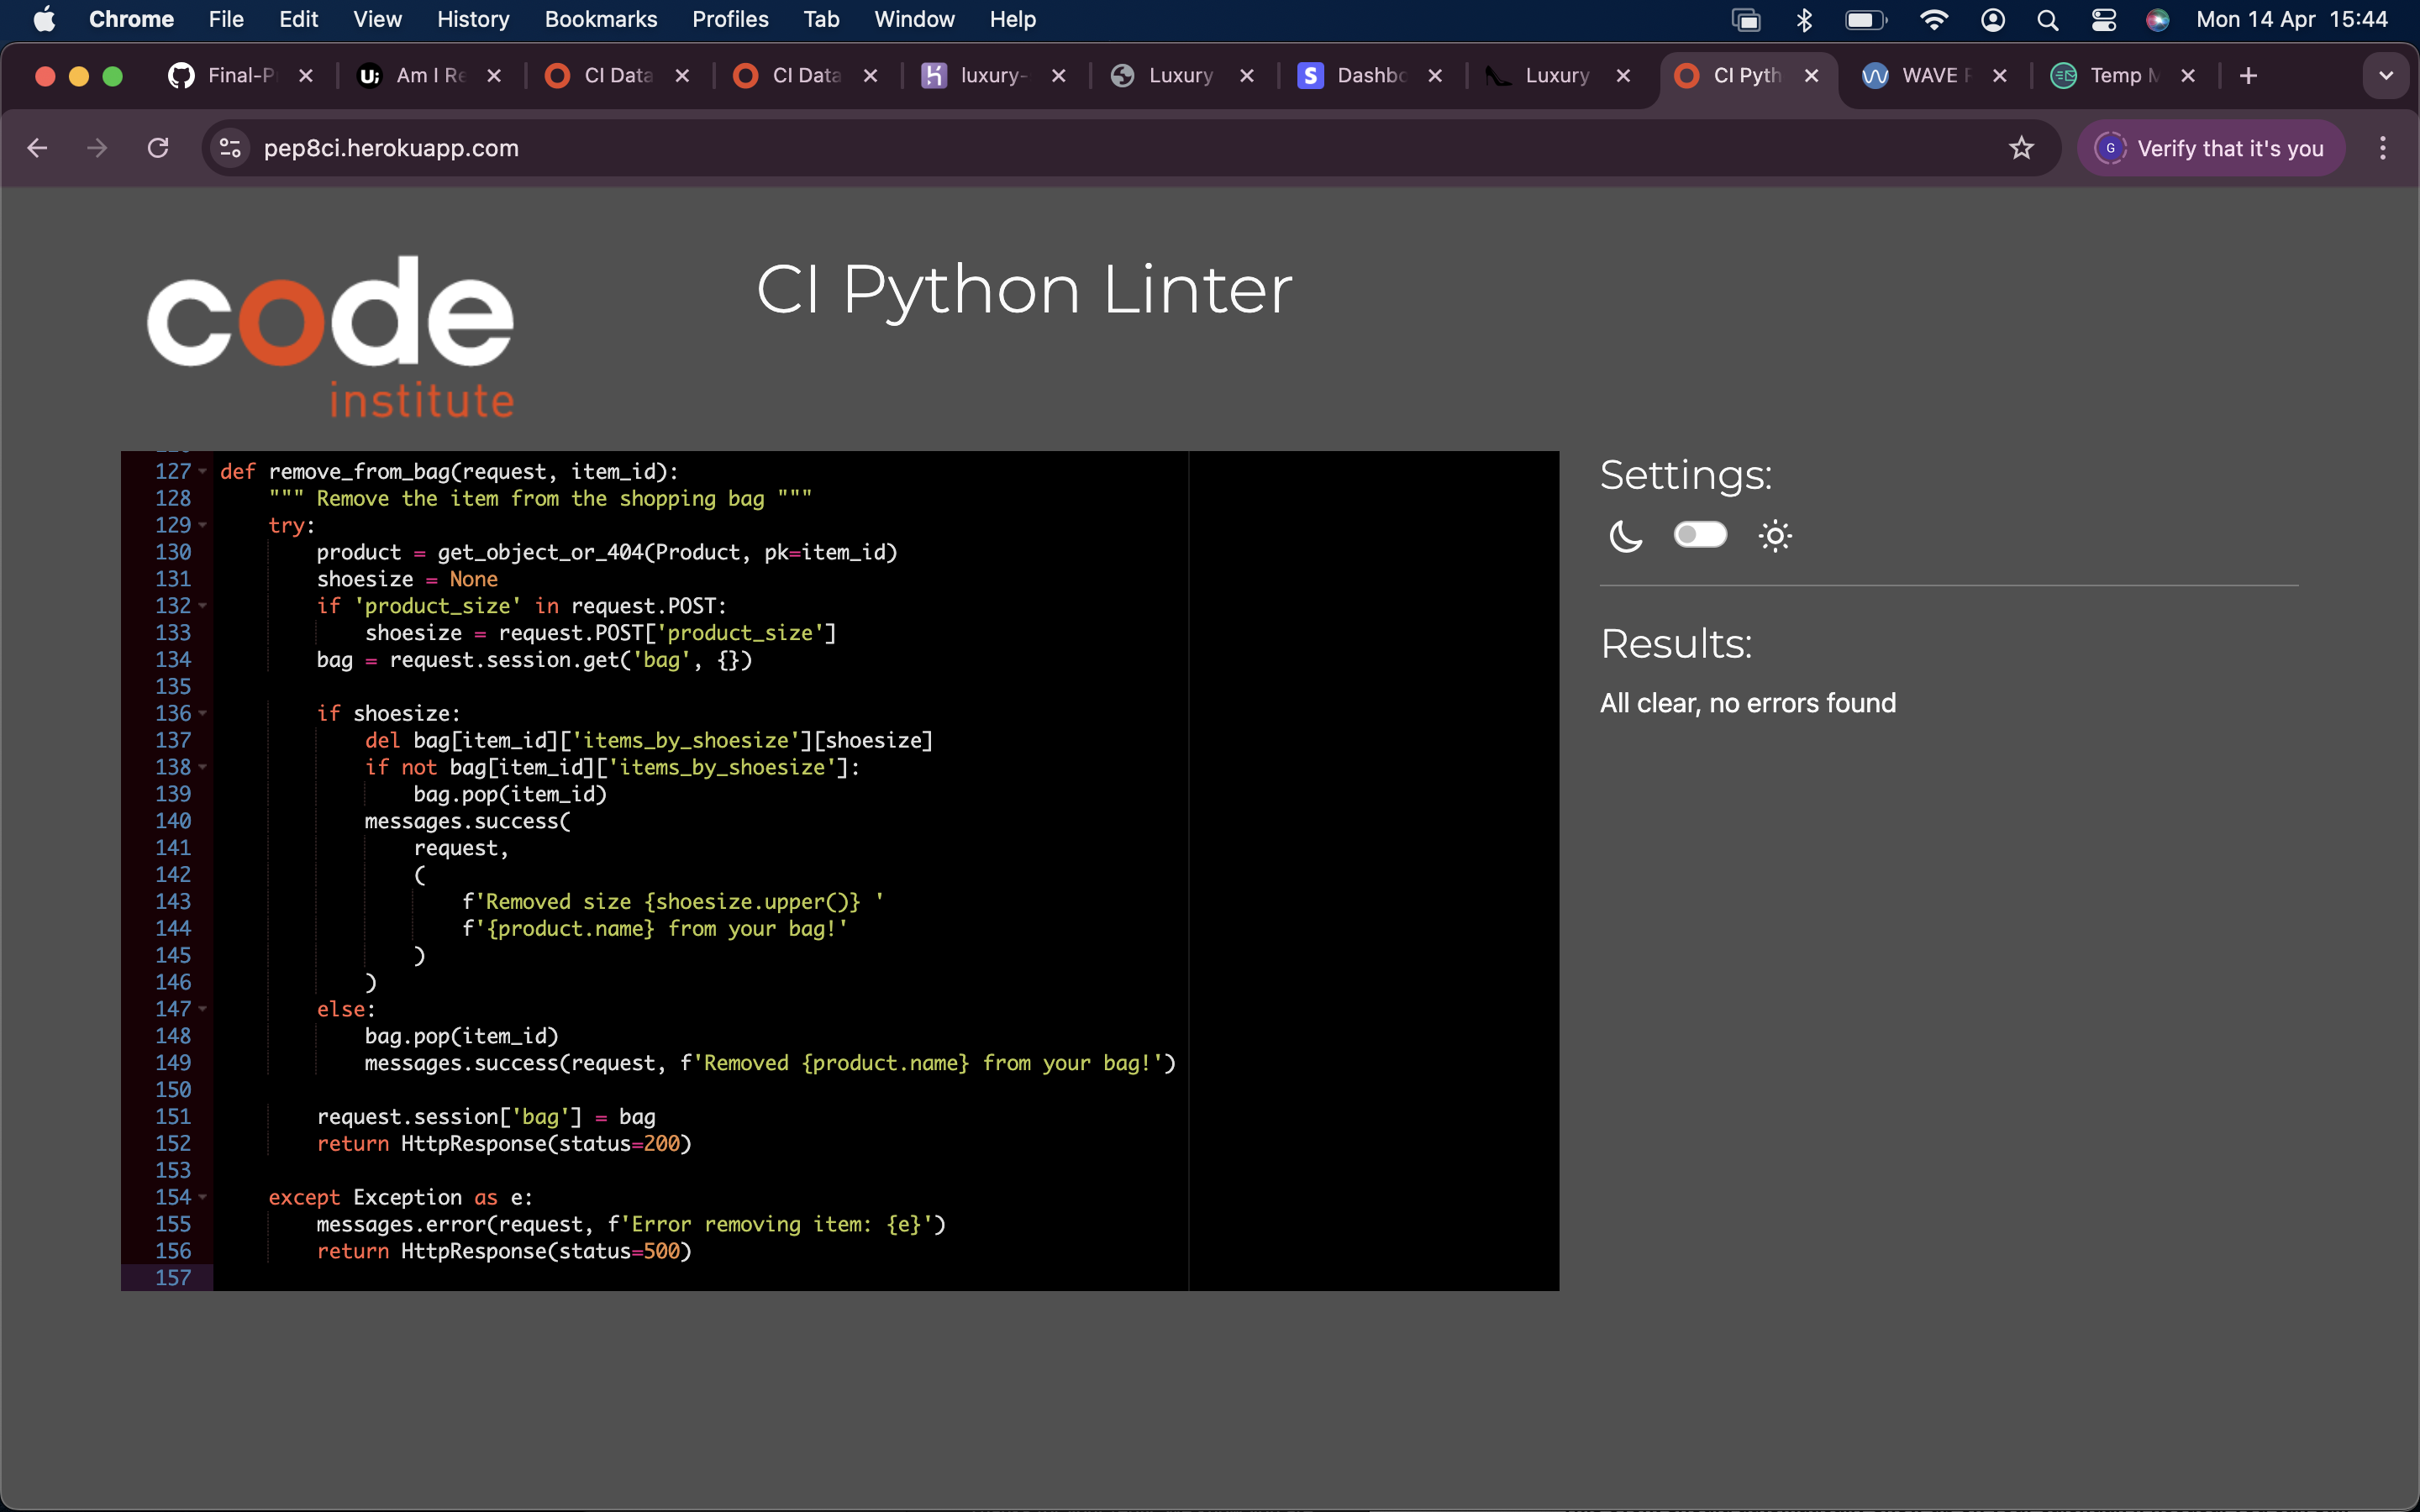 Chrome File Edit View History Bookmarks Profiles Tab Window Help Mon 14 Apr 15:44
Final-P Am I Re CI Data CI Data luxury- Luxury Dashbo Luxury CI Pyth WAVE Temp M
pep8ci.herokuapp.com G Verify that it's you
code
institute
CI Python Linter
127 def remove_from_bag(request, item_id):
128     """ Remove the item from the shopping bag """
129     try:
130         product = get_object_or_404(Product, pk=item_id)
131         shoesize = None
132         if 'product_size' in request.POST:
133             shoesize = request.POST['product_size']
134         bag = request.session.get('bag', {})
135
136         if shoesize:
137             del bag[item_id]['items_by_shoesize'][shoesize]
138             if not bag[item_id]['items_by_shoesize']:
139                 bag.pop(item_id)
140             messages.success(
141                 request,
142                 (
143                     f'Removed size {shoesize.upper()} '
144                     f'{product.name} from your bag!'
145                 )
146             )
147         else:
148             bag.pop(item_id)
149             messages.success(request, f'Removed {product.name} from your bag!')
150
151         request.session['bag'] = bag
152         return HttpResponse(status=200)
153
154     except Exception as e:
155         messages.error(request, f'Error removing item: {e}')
156         return HttpResponse(status=500)
157
Settings:
Results:
All clear, no errors found